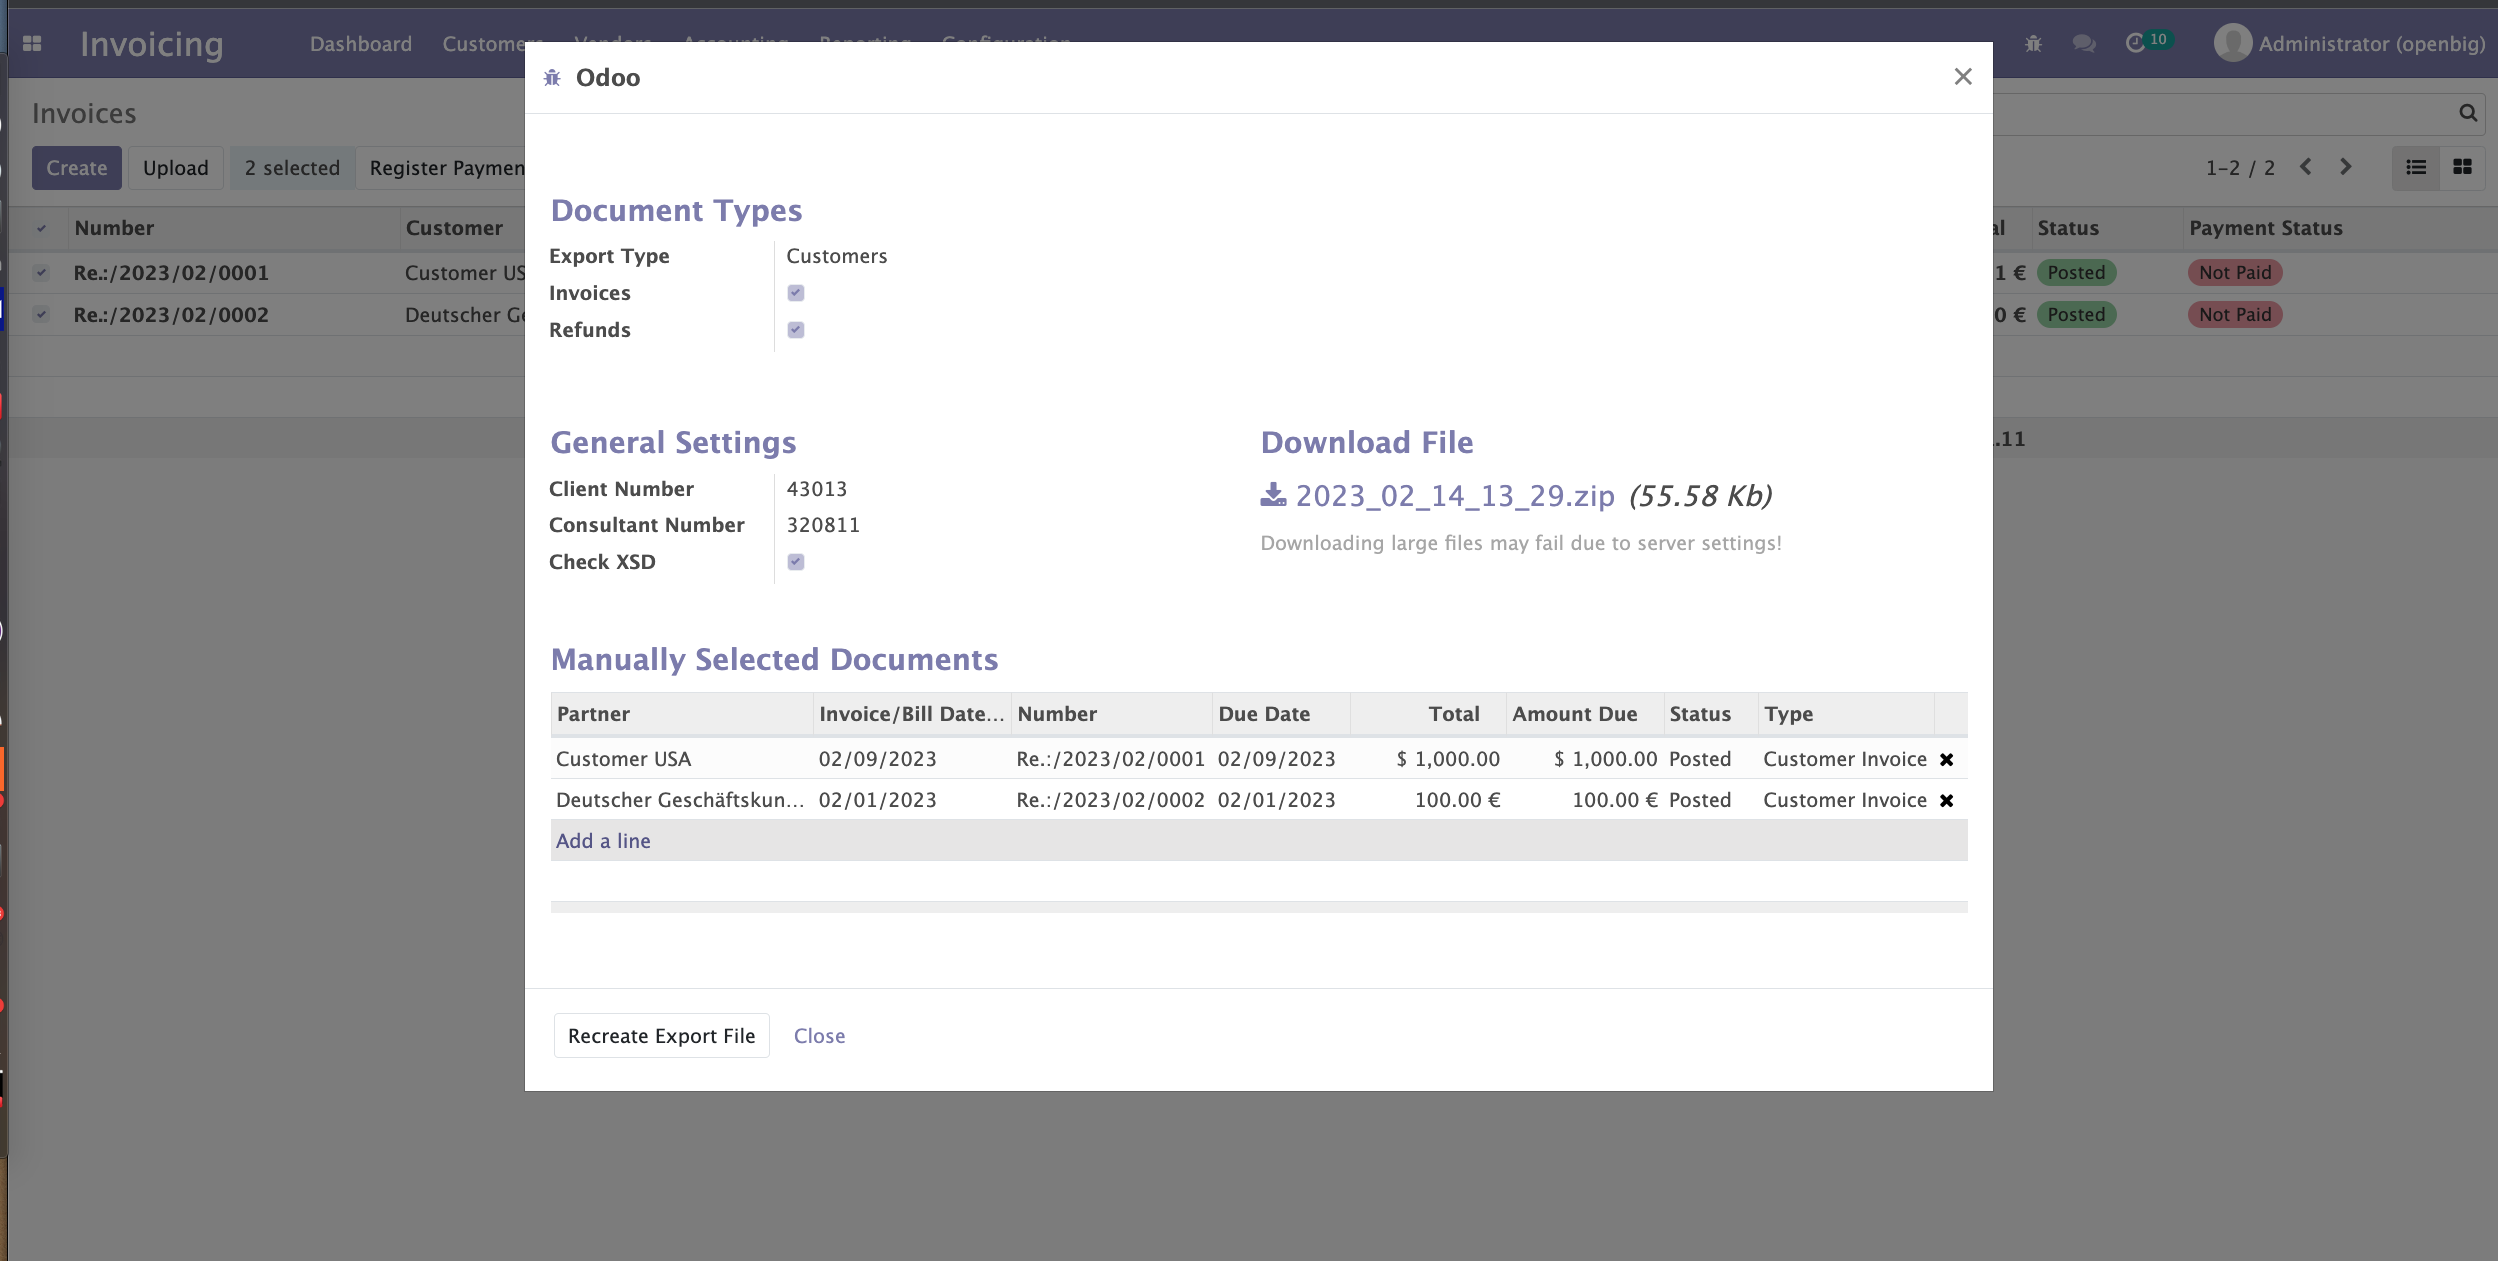 Invoicing Dashboard Customers Vendors Accounting Reporting Configuration 10 Administrator (openbig)
Odoo
Invoices
Create Upload 2 selected Register Paymen 1-2 / 2
Number Customer al Status Payment Status
Re.:/2023/02/0001 Customer US 1 € Posted Not Paid
Re.:/2023/02/0002 Deutscher Ge 0 € Posted Not Paid
.11
Document Types
Export Type Customers
Invoices
Refunds
General Settings
Client Number 43013
Consultant Number 320811
Check XSD
Download File
2023_02_14_13_29.zip (55.58 Kb)
Downloading large files may fail due to server settings!
Manually Selected Documents
Partner Invoice/Bill Date... Number Due Date Total Amount Due Status Type
Customer USA 02/09/2023 Re.:/2023/02/0001 02/09/2023 $ 1,000.00 $ 1,000.00 Posted Customer Invoice
Deutscher Geschäftskun... 02/01/2023 Re.:/2023/02/0002 02/01/2023 100.00 € 100.00 € Posted Customer Invoice
Add a line
Recreate Export File Close